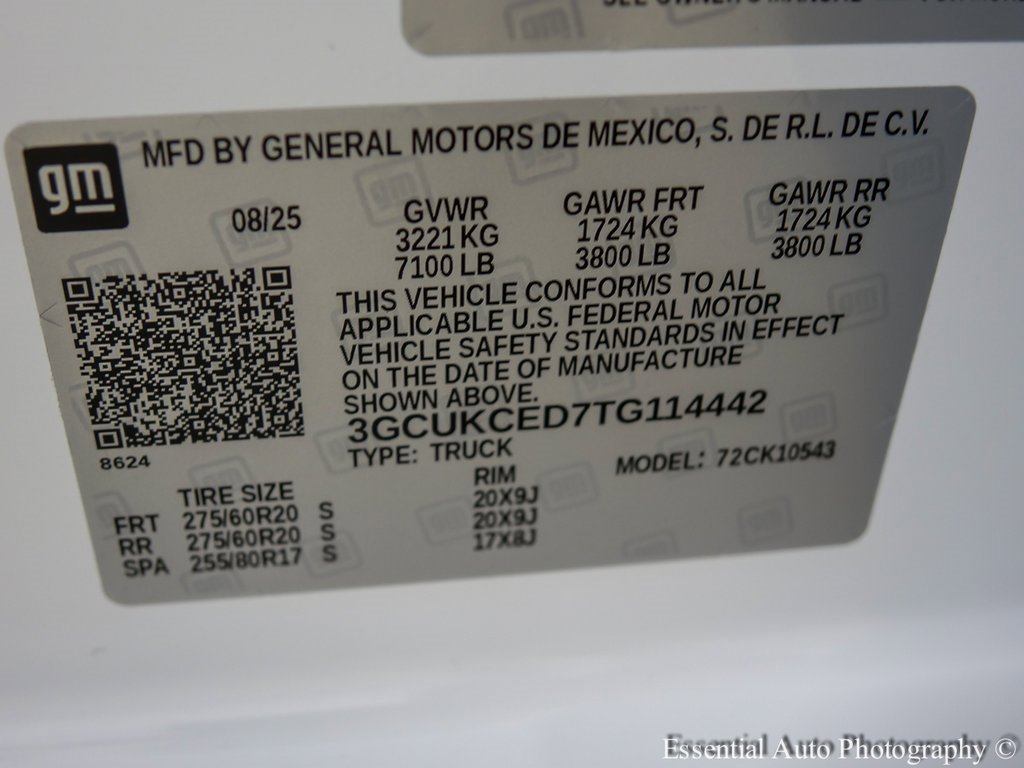 SEE OWNER'S MANUAL
gm
MFD BY GENERAL MOTORS DE MEXICO, S. DE R.L. DE C.V.
08/25
GVWR
3221 KG
7100 LB
GAWR FRT
1724 KG
3800 LB
GAWR RR
1724 KG
3800 LB
THIS VEHICLE CONFORMS TO ALL
APPLICABLE U.S. FEDERAL MOTOR
VEHICLE SAFETY STANDARDS IN EFFECT
ON THE DATE OF MANUFACTURE
SHOWN ABOVE.
3GCUKCED7TG114442
TYPE: TRUCK
MODEL: 72CK10543
8624
TIRE SIZE RIM
FRT 275/60R20 S 20X9J
RR 275/60R20 S 20X9J
SPA 255/80R17 S 17X8J
Essential Auto Photography ©